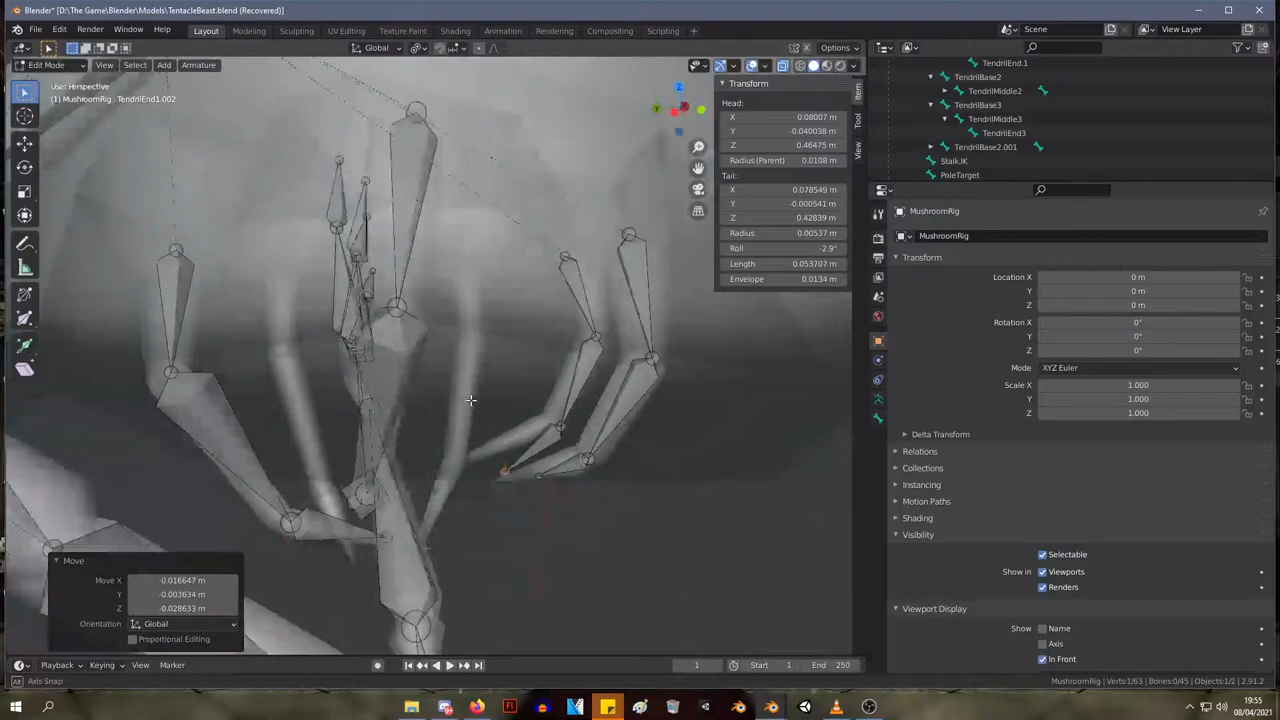 Blender* [D:\The Game\Blender\Models\TentacleBeast.blend (Recovered)]
File Edit Render Window Help Layout Modeling Sculpting UV Editing Texture Paint Shading Animation Rendering Compositing Scripting + Scene View Layer
Global Options
Edit Mode View Select Add Armature
User Perspective
(1) MushroomRig : TendrilEnd1.002
Transform
Head:
X 0.08007 m
Y -0.040038 m
Z 0.46475 m
Radius (Parent) 0.0108 m
Tail:
X 0.078549 m
Y -0.000541 m
Z 0.42839 m
Radius 0.00537 m
Roll -2.9°
Length 0.053707 m
Envelope 0.0134 m
Item
Tool
View
Z
Y
TendrilEnd.1
TendrilBase2
TendrilMiddle2
TendrilBase3
TendrilMiddle3
TendrilEnd3
TendrilBase2.001
Stalk.IK
PoleTarget
MushroomRig
MushroomRig
Transform
Location X 0 m
Y 0 m
Z 0 m
Rotation X 0°
Y 0°
Z 0°
Mode XYZ Euler
Scale X 1.000
Y 1.000
Z 1.000
Delta Transform
Relations
Collections
Instancing
Motion Paths
Shading
Visibility
Selectable
Show in Viewports
Renders
Viewport Display
Show Name
Axis
In Front
Move
Move X -0.016647 m
Y -0.003634 m
Z -0.028633 m
Orientation Global
Proportional Editing
Playback Keying View Marker 1 Start 1 End 250
Axis Snap
MushroomRig | Verts:1/63 | Bones:0/45 | Objects:1/2 | 2.91.2
Fl
19:55
08/04/2021